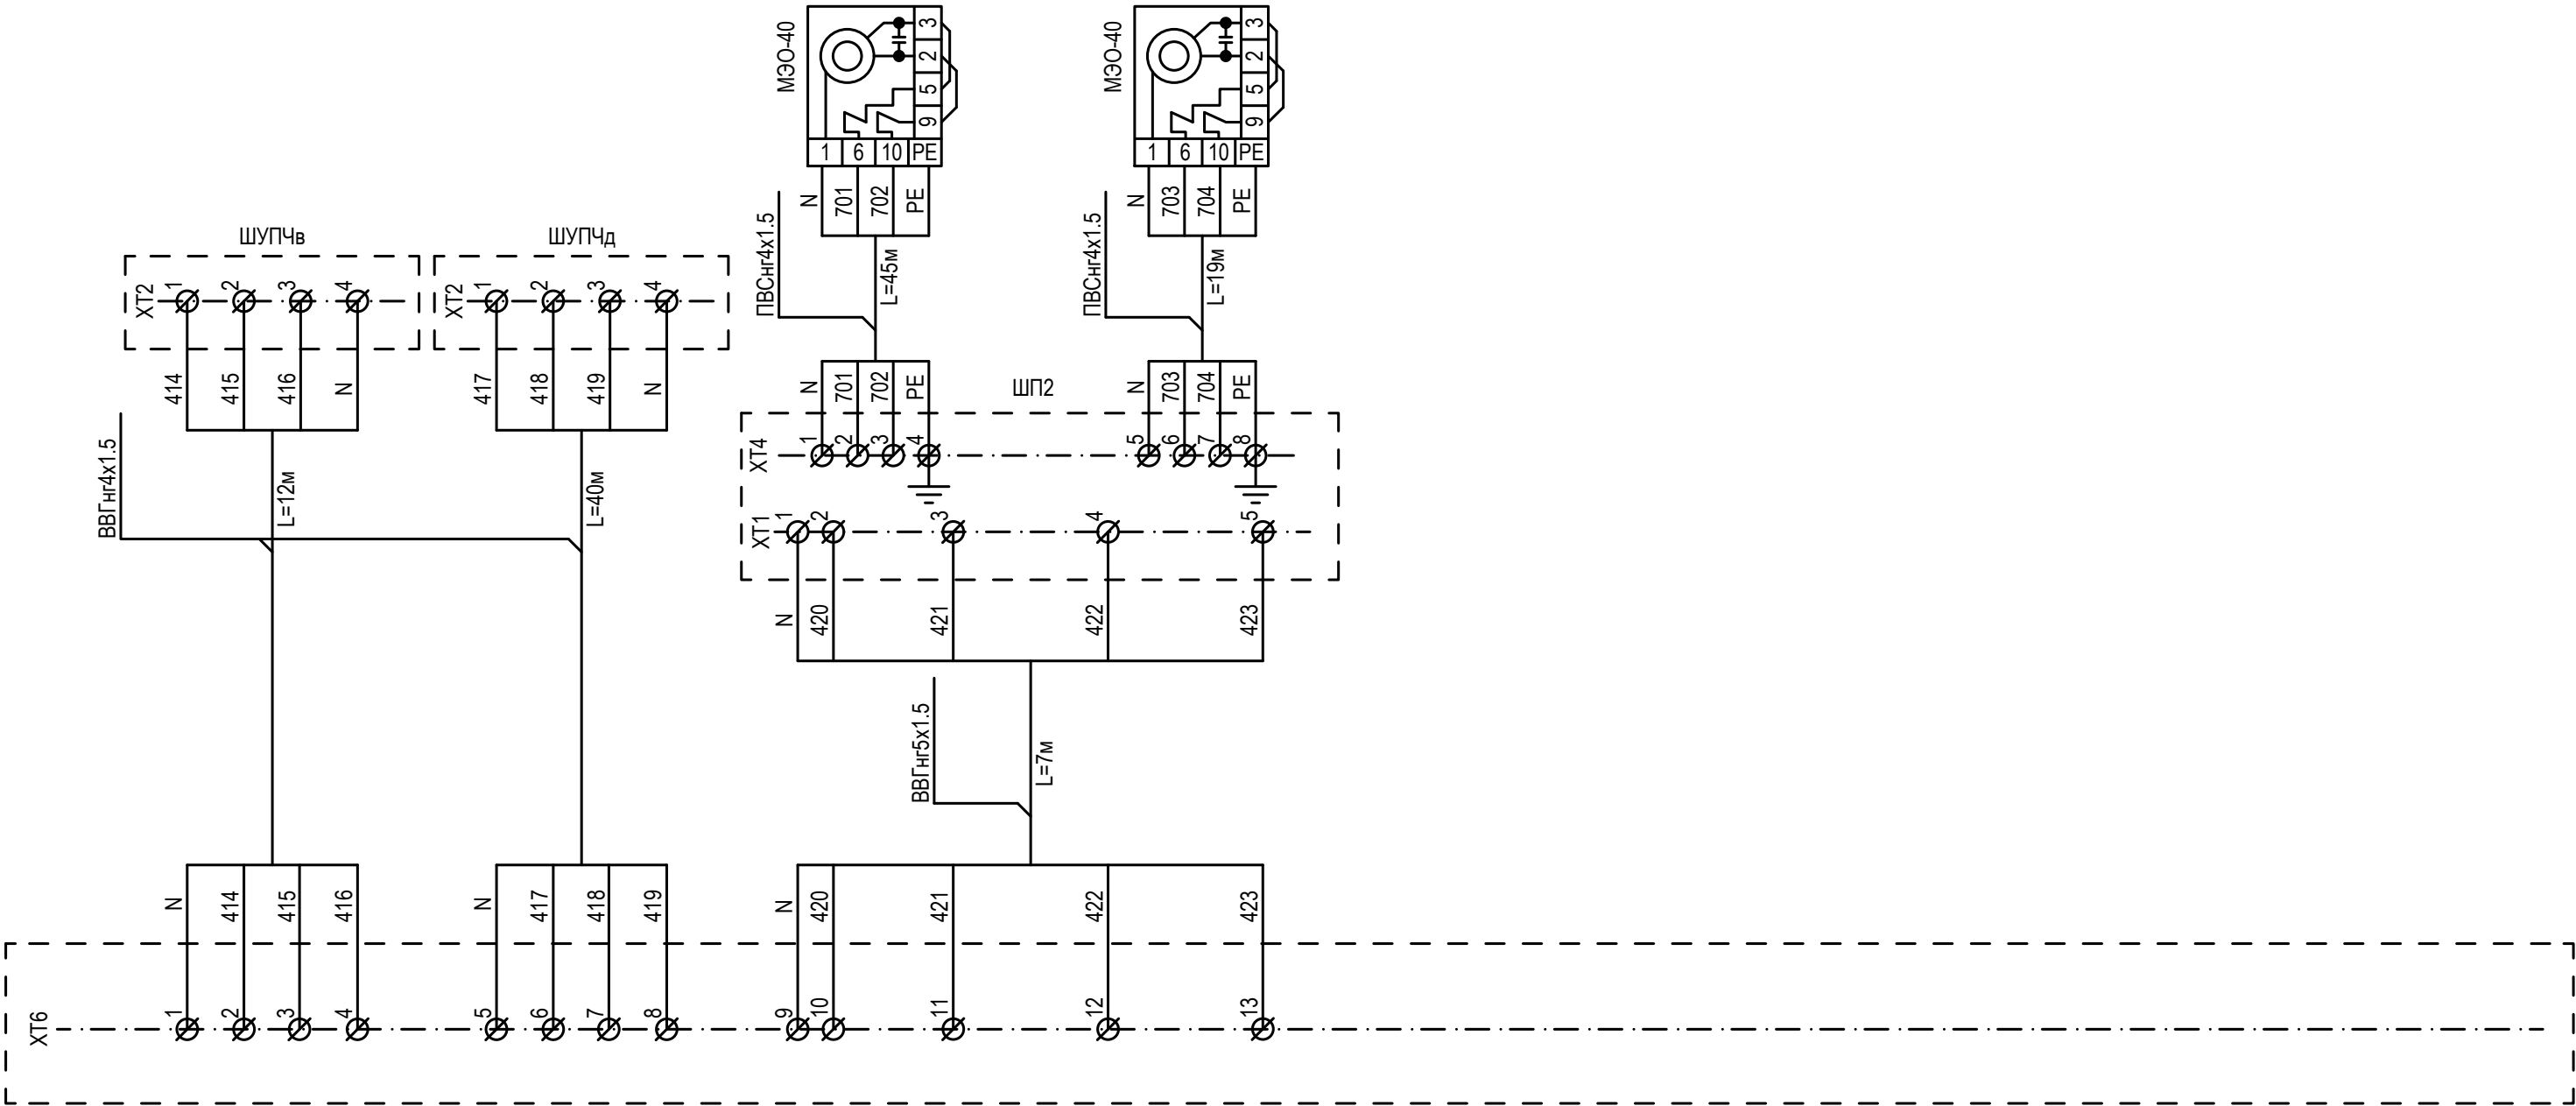 МЭО-40
3
2
5
9
1 6 10 PE
N 701 702 PE
ПВСнг4х1.5
L=45м
МЭО-40
3
2
5
9
1 6 10 PE
N 703 704 PE
ПВСнг4х1.5
L=19м
ШУПЧв
ХТ2 1 2 3 4
414 415 416 N
ШУПЧд
ХТ2 1 2 3 4
417 418 419 N
ВВГнг4х1.5
L=12м
L=40м
N 701 702 PE
ШП2
N 703 704 PE
ХТ4 1 2 3 4 5 6 7 8
ХТ1 1 2 3 4 5
N 420 421 422 423
ВВГнг5х1.5
L=7м
N 414 415 416
N 417 418 419
N 420 421 422 423
ХТ6 1 2 3 4 5 6 7 8 9 10 11 12 13